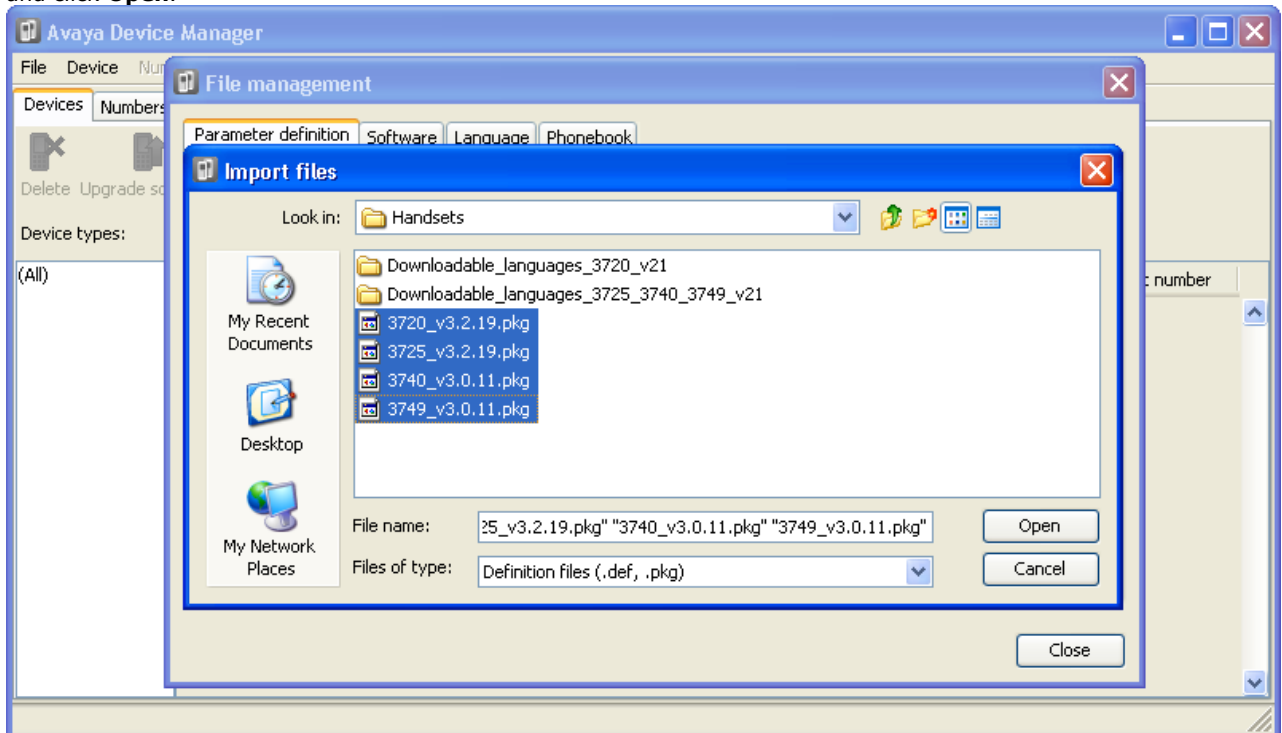 Avaya Device Manager
File Device
File management
Devices Numbers
Parameter definition Software Language Phonebook
Import files
Delete Upgrade
Look in: Handsets
Device types:
(All)
Downloadable_languages_3720_v21
Downloadable_languages_3725_3740_3749_v21
number
My Recent
Documents
3720_v3.2.19.pkg
3725_v3.2.19.pkg
3740_v3.0.11.pkg
3749_v3.0.11.pkg
Desktop
My Network
Places
File name: 25_v3.2.19.pkg" "3740_v3.0.11.pkg" "3749_v3.0.11.pkg" Open
Files of type: Definition files (.def, .pkg) Cancel
Close